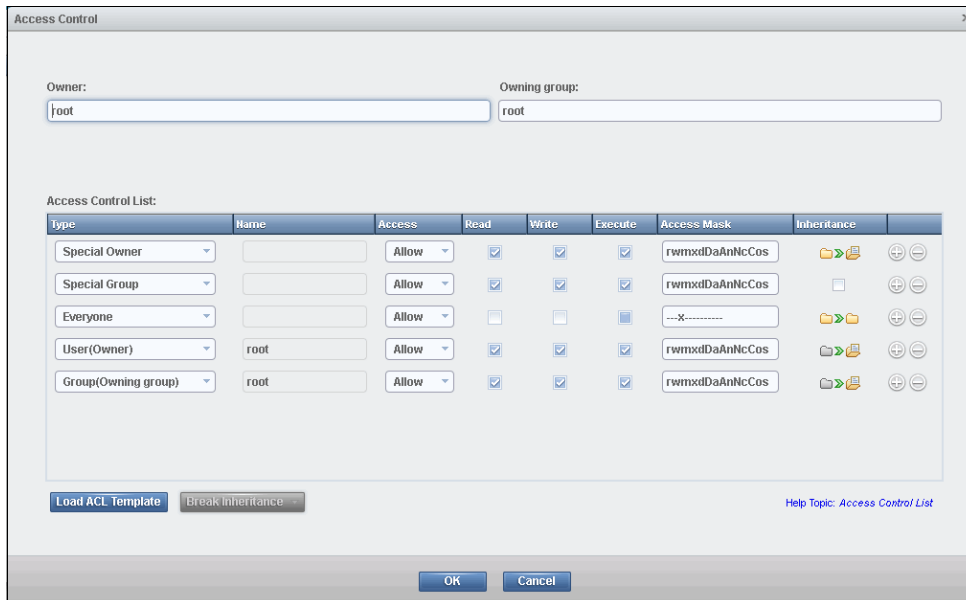 Access Control
Owner: Owning group:
root root
Access Control List:
Type Name Access Read Write Execute Access Mask Inheritance
Special Owner Allow rwmxdDaAnNcCos
Special Group Allow rwmxdDaAnNcCos
Everyone Allow ---x----------
User(Owner) root Allow rwmxdDaAnNcCos
Group(Owning group) root Allow rwmxdDaAnNcCos
Load ACL Template Break Inheritance Help Topic: Access Control List
OK Cancel